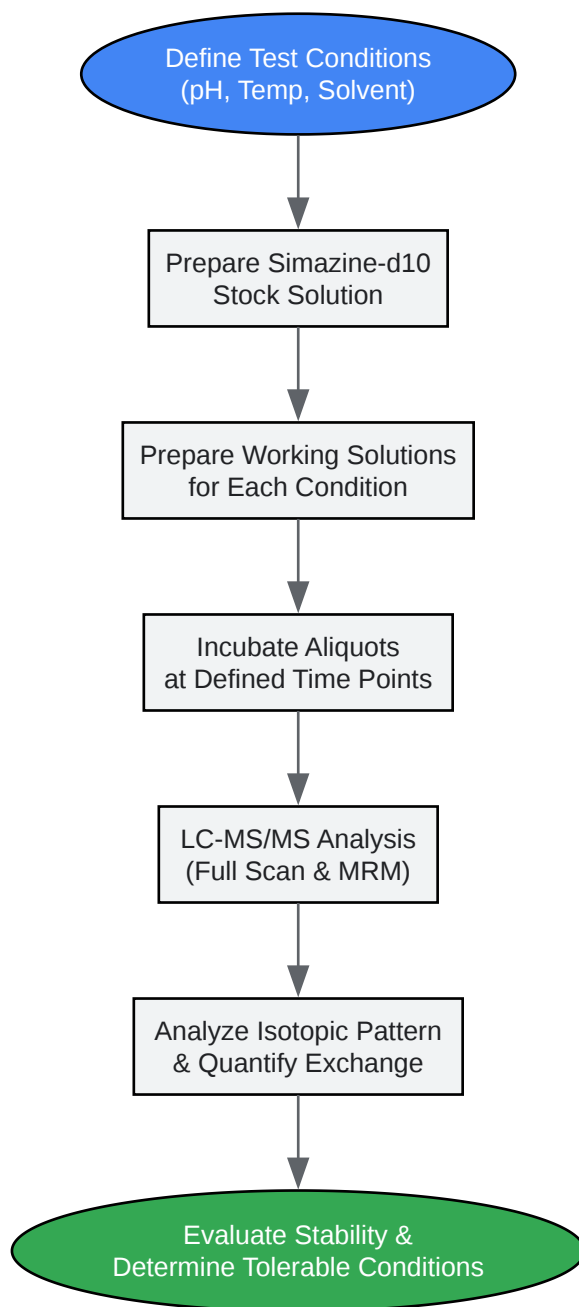 Define Test Conditions
(pH, Temp, Solvent)
Prepare Simazine-d10
Stock Solution
Prepare Working Solutions
for Each Condition
Incubate Aliquots
at Defined Time Points
LC-MS/MS Analysis
(Full Scan & MRM)
Analyze Isotopic Pattern
& Quantify Exchange
Evaluate Stability &
Determine Tolerable Conditions